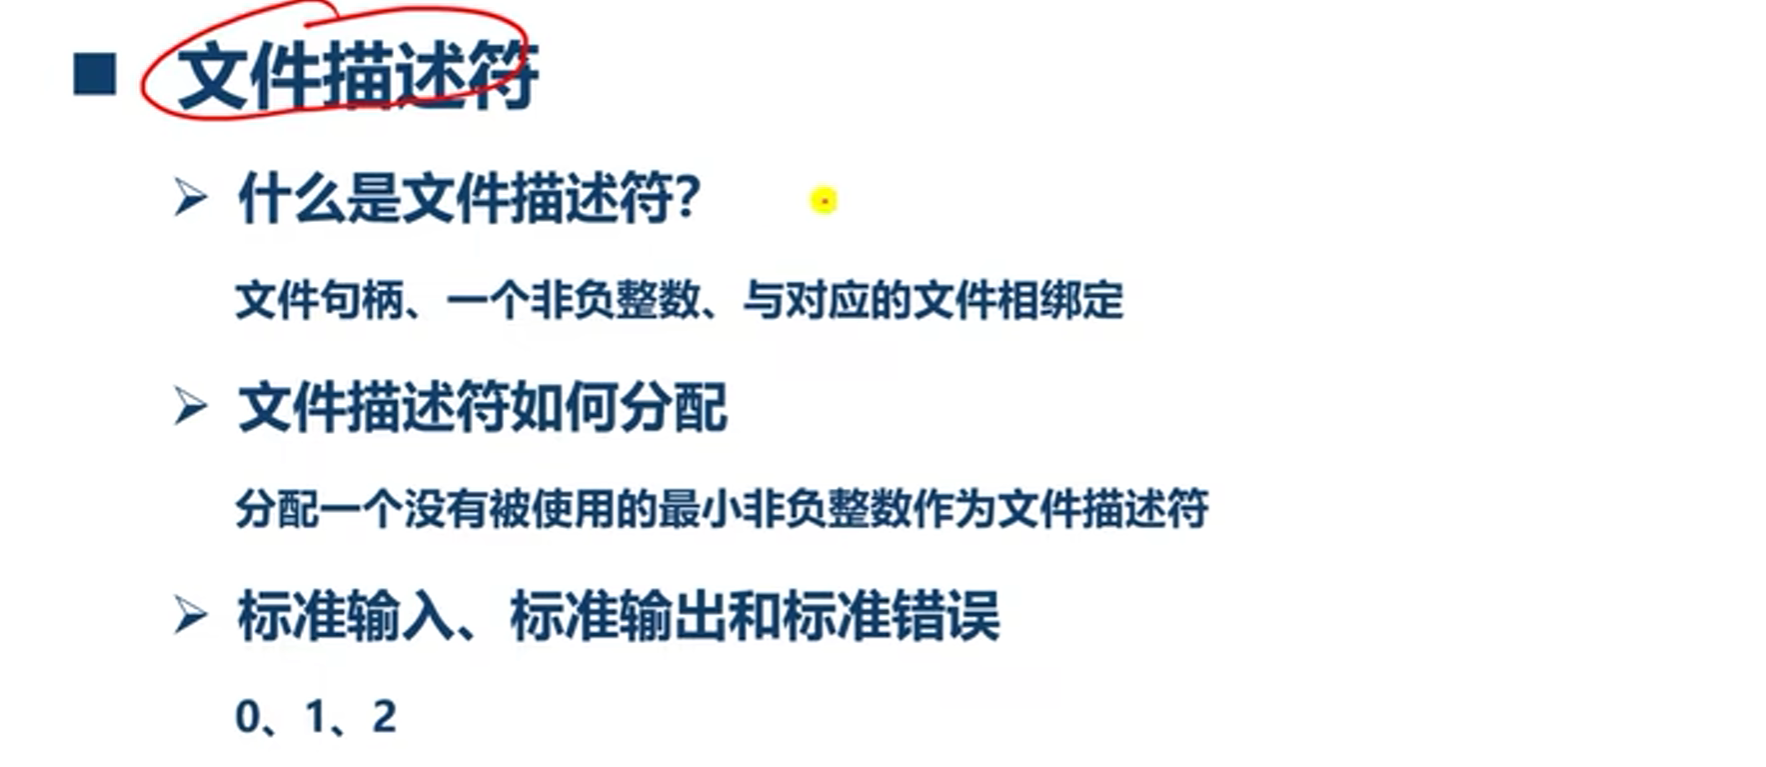 文件描述符
什么是文件描述符？
文件句柄、一个非负整数、与对应的文件相绑定
文件描述符如何分配
分配一个没有被使用的最小非负整数作为文件描述符
标准输入、标准输出和标准错误
0、1、2